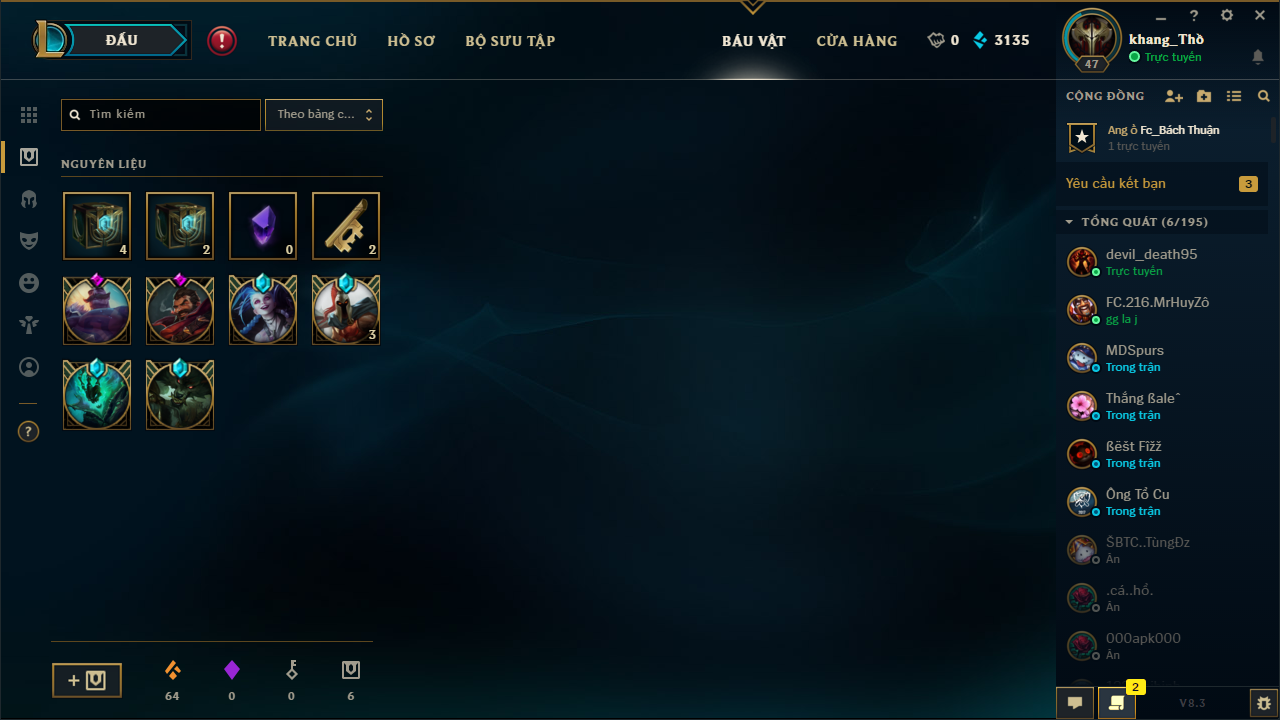 ĐẤU
TRANG CHỦ
HỒ SƠ
BỘ SƯU TẬP
BÁU VẬT
CỬA HÀNG
0
3135
47
khang_Thồ
Trực tuyến
Tìm kiếm
Theo bảng c...
NGUYÊN LIỆU
4
2
0
2
3
64
0
0
6
CỘNG ĐỒNG
Ang ồ Fc_Bách Thuận
1 trực tuyến
Yêu cầu kết bạn
3
TỔNG QUÁT (6/195)
devil_death95
Trực tuyến
FC.216.MrHuyZô
gg la j
MDSpurs
Trong trận
Thắng ßaleˆ
Trong trận
ßëšt Fîžž
Trong trận
Ông Tổ Cu
Trong trận
ŠBTC..TùngĐz
Ẩn
.cá..hồ.
Ẩn
000apk000
Ẩn
2
V8.3